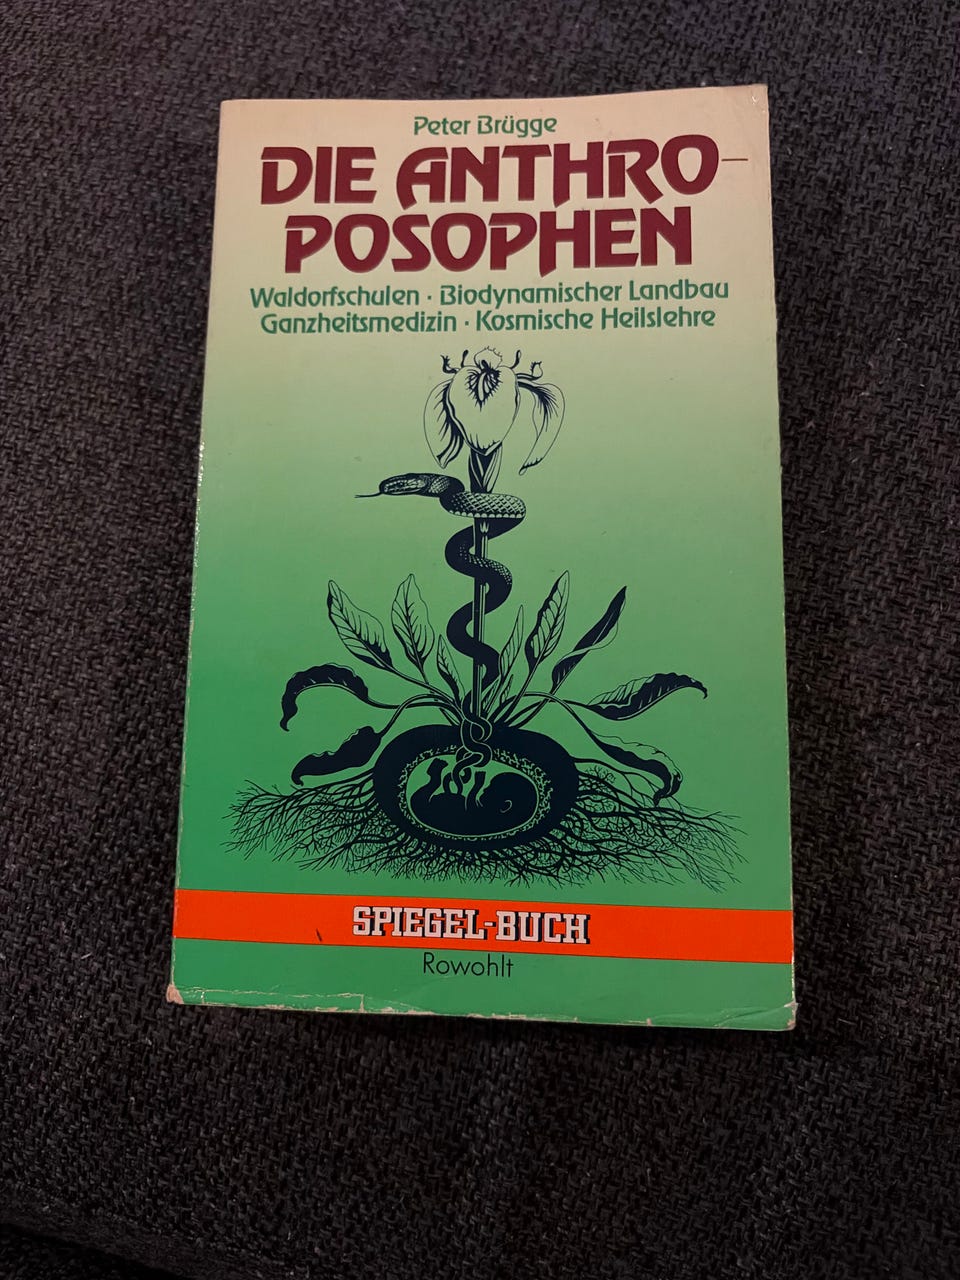 Peter Brügge
DIE ANTHRO-
POSOPHEN
Waldorfschulen · Biodynamischer Landbau
Ganzheitsmedizin · Kosmische Heilslehre
SPIEGEL-BUCH
Rowohlt